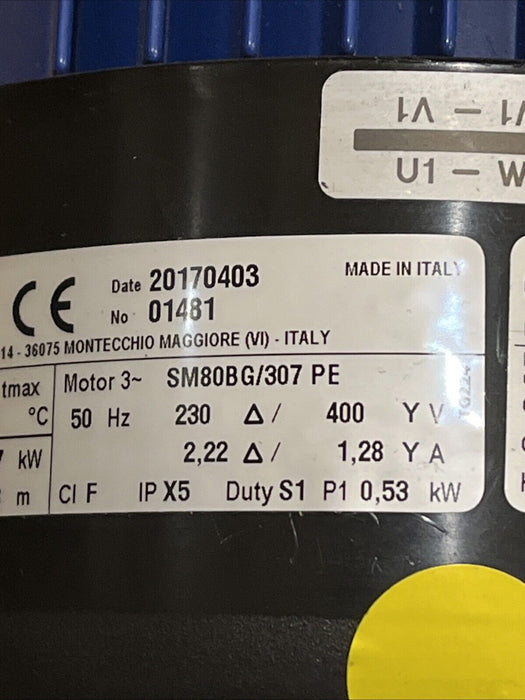 U1 - W
CE
Date 20170403
MADE IN ITALY
No 01481
14 - 36075 MONTECCHIO MAGGIORE (VI) - ITALY
tmax
°C
kW
m
Motor 3~ SM80BG/307 PE
50 Hz 230 Δ / 400 Y V
2,22 Δ / 1,28 Y A
Cl F IP X5 Duty S1 P1 0,53 kW